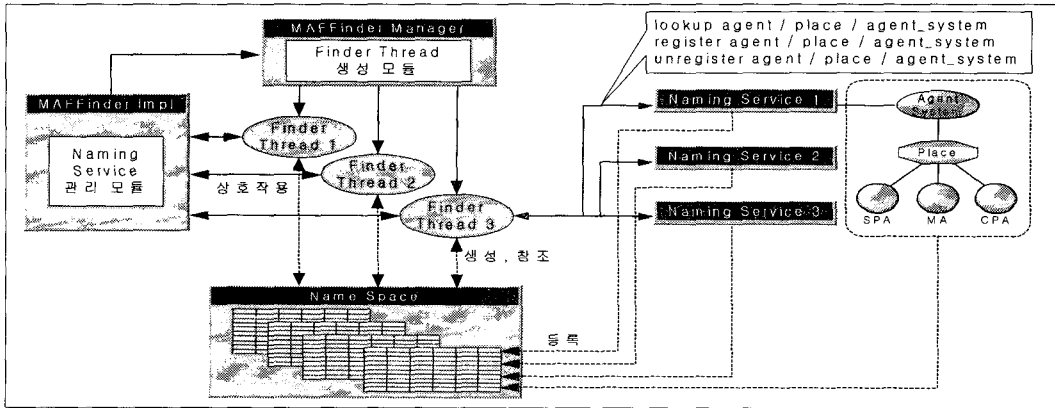 MAFFinder Manager
Finder Thread
생성 모듈
MAFFinder Impl
Naming
Service
관리 모듈
Finder
Thread 1
Finder
Thread 2
Finder
Thread 3
상호작용
생성, 참조
Name Space
등록
lookup agent / place / agent_system
register agent / place / agent_system
unregister agent / place / agent_system
Naming Service 1
Naming Service 2
Naming Service 3
Agent
System
Place
SPA
MA
CPA